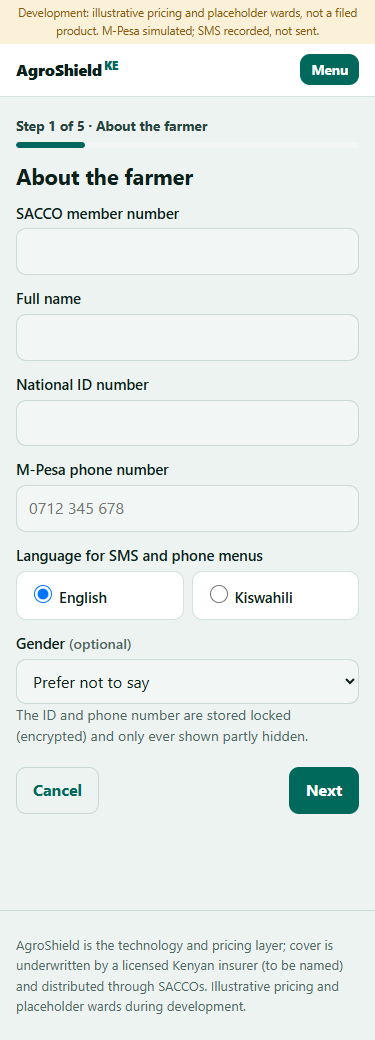 Development: illustrative pricing and placeholder wards, not a filed
product. M-Pesa simulated; SMS recorded, not sent.
AgroShield KE
Menu
Step 1 of 5 · About the farmer
About the farmer
SACCO member number
Full name
National ID number
M-Pesa phone number
0712 345 678
Language for SMS and phone menus
English
Kiswahili
Gender (optional)
Prefer not to say
The ID and phone number are stored locked
(encrypted) and only ever shown partly hidden.
Cancel
Next
AgroShield is the technology and pricing layer; cover is
underwritten by a licensed Kenyan insurer (to be named)
and distributed through SACCOs. Illustrative pricing and
placeholder wards during development.